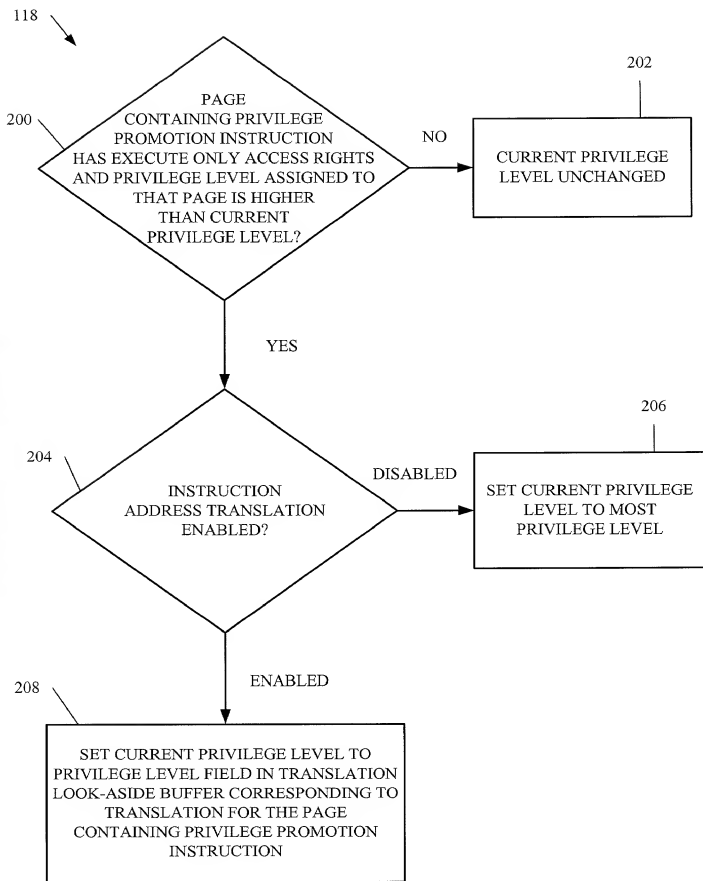 118
200
PAGE
CONTAINING PRIVILEGE
PROMOTION INSTRUCTION
HAS EXECUTE ONLY ACCESS RIGHTS
AND PRIVILEGE LEVEL ASSIGNED TO
THAT PAGE IS HIGHER
THAN CURRENT
PRIVILEGE LEVEL?
NO
202
CURRENT PRIVILEGE
LEVEL UNCHANGED
YES
204
INSTRUCTION
ADDRESS TRANSLATION
ENABLED?
DISABLED
206
SET CURRENT PRIVILEGE
LEVEL TO MOST
PRIVILEGE LEVEL
ENABLED
208
SET CURRENT PRIVILEGE LEVEL TO
PRIVILEGE LEVEL FIELD IN TRANSLATION
LOOK-ASIDE BUFFER CORRESPONDING TO
TRANSLATION FOR THE PAGE
CONTAINING PRIVILEGE PROMOTION
INSTRUCTION